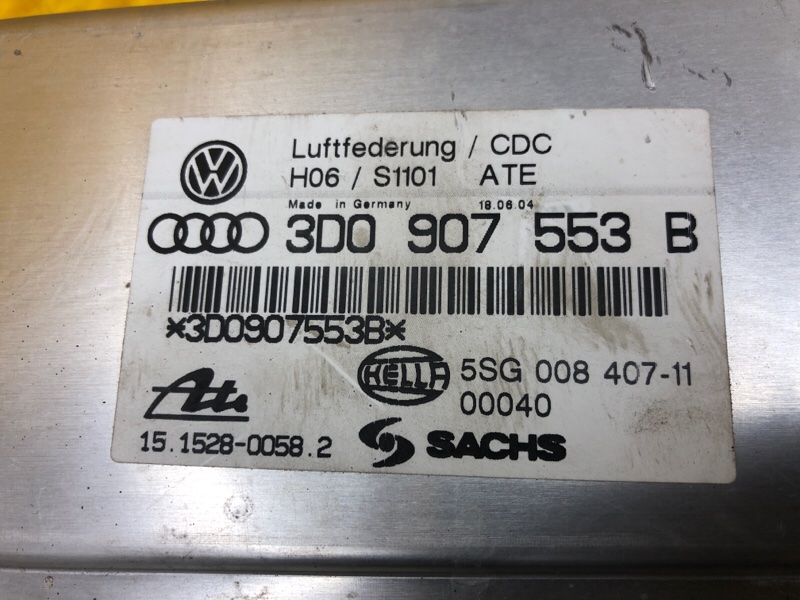 Luftfederung / CDC
H06 / S1101 ATE
Made in Germany 18.06.04
3D0 907 553 B
*3D0907553B*
HELLA 5SG 008 407-11
00040
Ate
15.1528-0058.2 SACHS